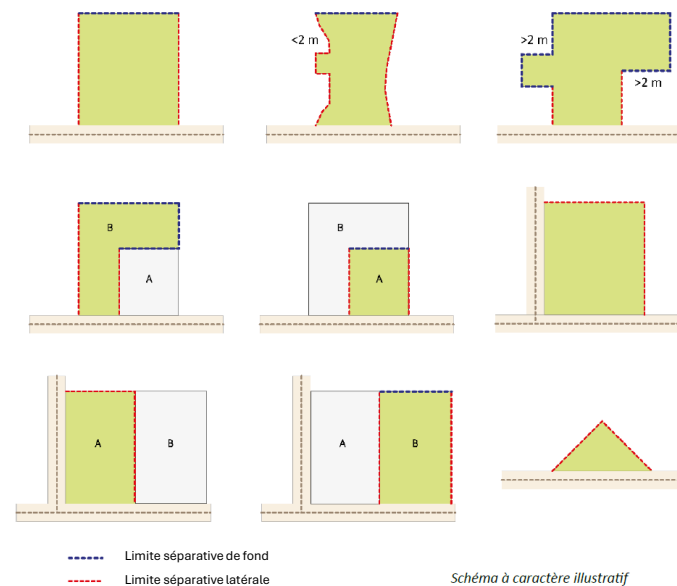 <2 m
>2 m
>2 m
B
A
B
A
A
B
A
B
Limite séparative de fond
Limite séparative latérale
Schéma à caractère illustratif